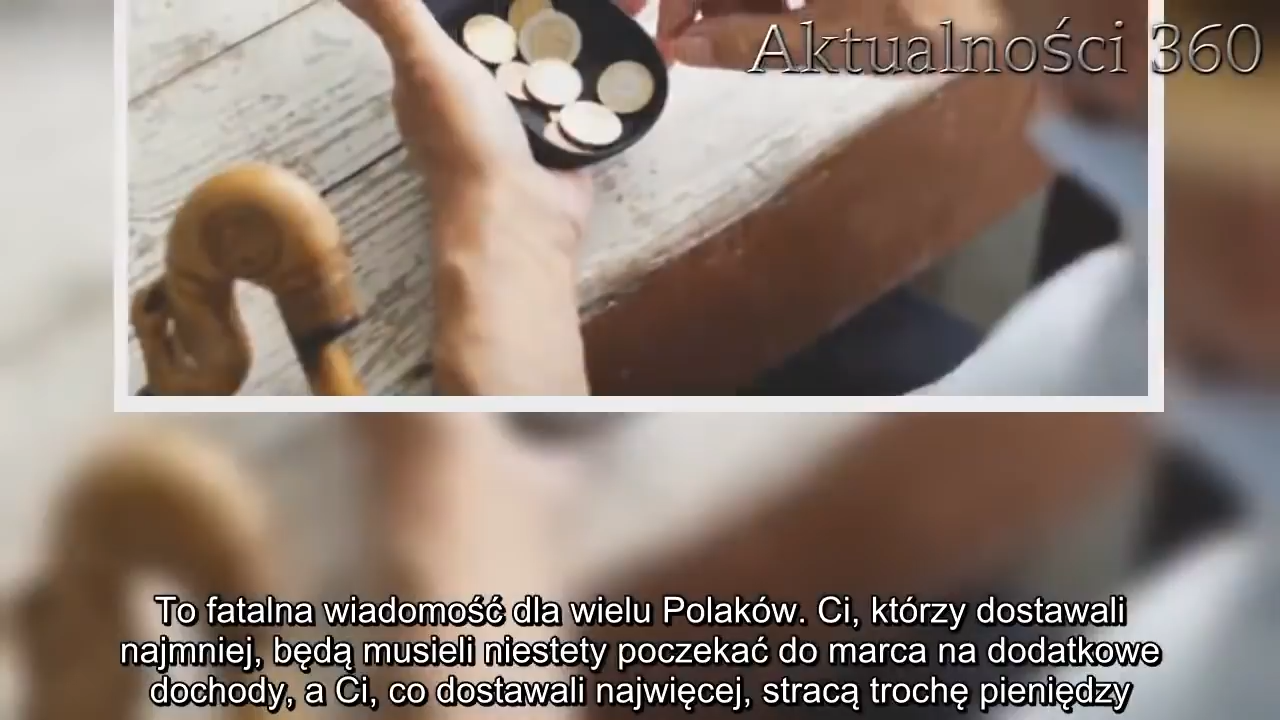 Aktualności 360
To fatalna wiadomość dla wielu Polaków. Ci, którzy dostawali
najmniej, będą musieli niestety poczekać do marca na dodatkowe
dochody, a Ci, co dostawali najwięcej, stracą trochę pieniędzy